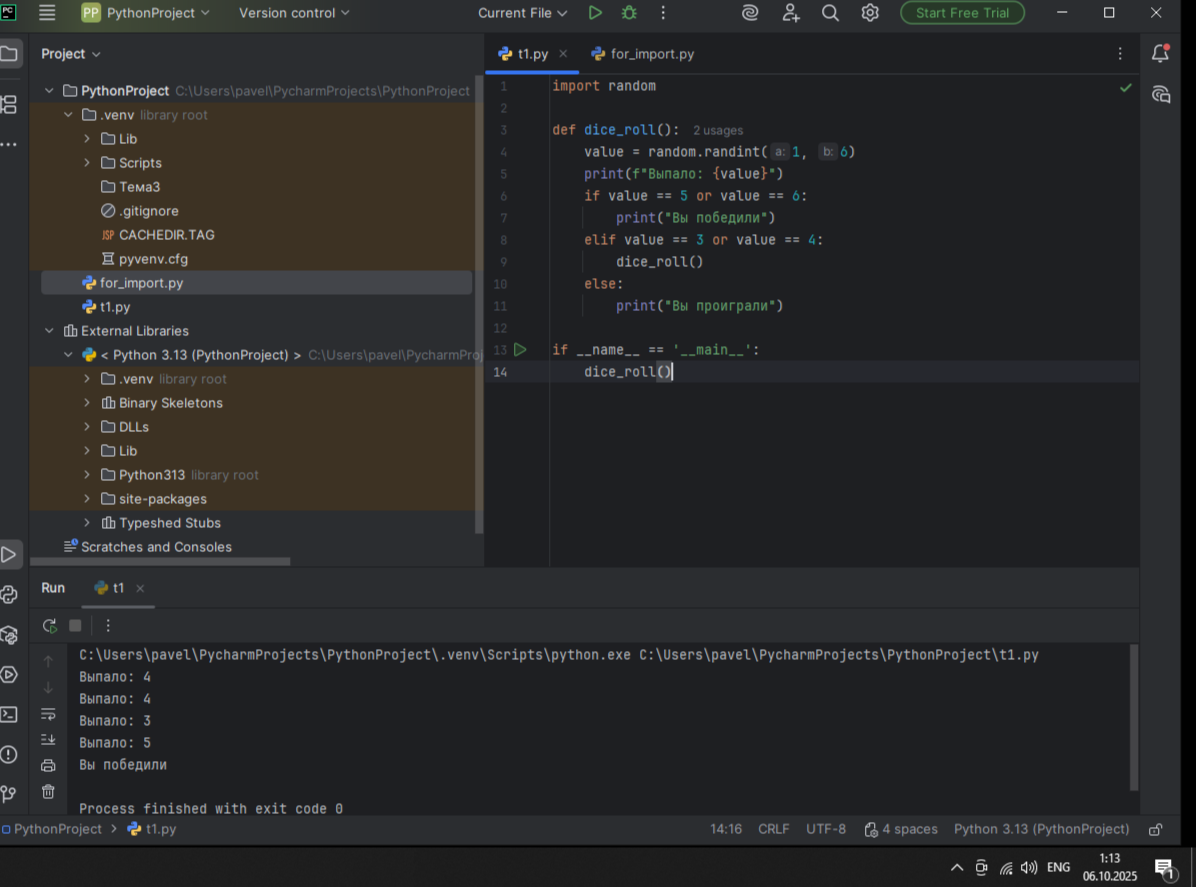 PC
PP PythonProject Version control Current File Start Free Trial
Project
PythonProject C:\Users\pavel\PycharmProjects\PythonProject
.venv library root
Lib
Scripts
Тема3
.gitignore
JSP CACHEDIR.TAG
pyvenv.cfg
for_import.py
t1.py
External Libraries
< Python 3.13 (PythonProject) > C:\Users\pavel\PycharmProj
.venv library root
Binary Skeletons
DLLs
Lib
Python313 library root
site-packages
Typeshed Stubs
Scratches and Consoles
t1.py for_import.py
1 import random
2
3 def dice_roll(): 2 usages
4 value = random.randint( a: 1, b: 6)
5 print(f"Выпало: {value}")
6 if value == 5 or value == 6:
7 print("Вы победили")
8 elif value == 3 or value == 4:
9 dice_roll()
10 else:
11 print("Вы проиграли")
12
13 if __name__ == '__main__':
14 dice_roll()
Run t1
C:\Users\pavel\PycharmProjects\PythonProject\.venv\Scripts\python.exe C:\Users\pavel\PycharmProjects\PythonProject\t1.py
Выпало: 4
Выпало: 4
Выпало: 3
Выпало: 5
Вы победили
Process finished with exit code 0
PythonProject > t1.py 14:16 CRLF UTF-8 4 spaces Python 3.13 (PythonProject)
ENG 1:13 1
06.10.2025